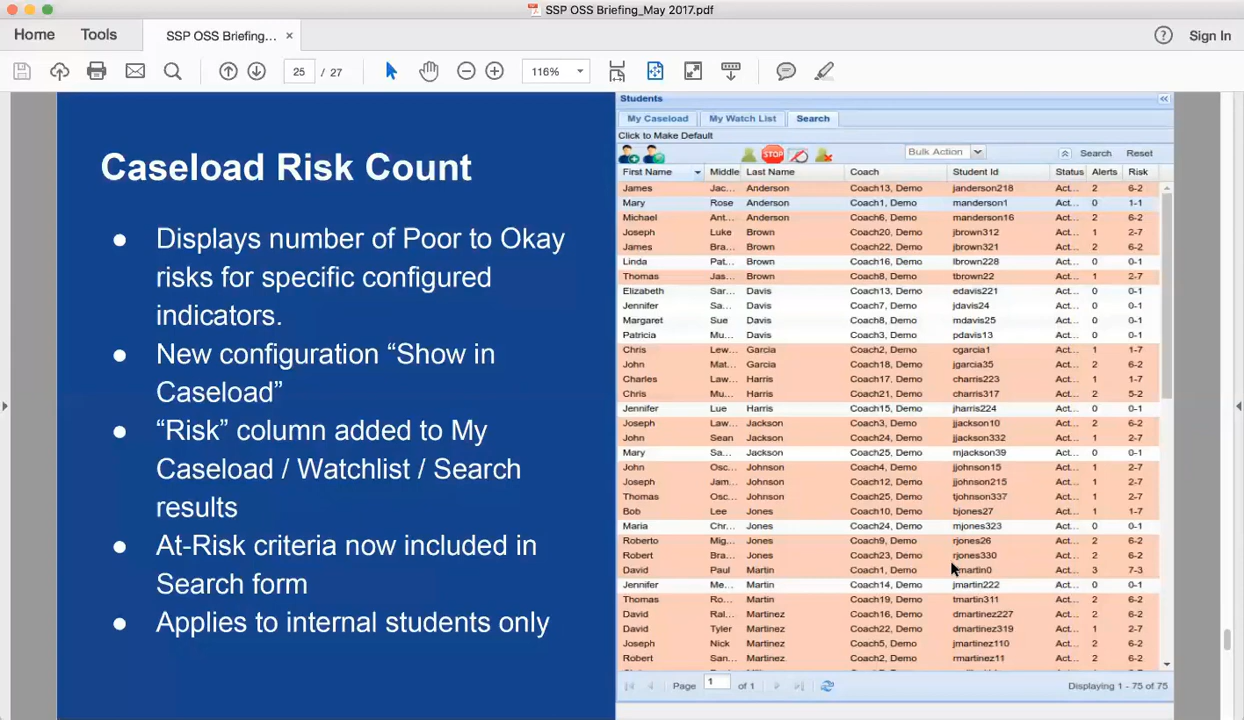 SSP OSS Briefing_May 2017.pdf
Home Tools SSP OSS Briefing... × Sign In
25 / 27 116%
Caseload Risk Count
● Displays number of Poor to Okay
risks for specific configured
indicators.
● New configuration “Show in
Caseload”
● “Risk” column added to My
Caseload / Watchlist / Search
results
● At-Risk criteria now included in
Search form
● Applies to internal students only
Students
My Caseload My Watch List Search
Click to Make Default
STOP Bulk Action Search Reset
First Name Middle Last Name Coach Student Id Status Alerts Risk
James Jac... Anderson Coach13, Demo janderson218 Act... 2 6-2
Mary Rose Anderson Coach1, Demo manderson1 Act... 0 1-1
Michael Ant... Anderson Coach6, Demo manderson16 Act... 2 6-2
Joseph Luke Brown Coach20, Demo jbrown312 Act... 1 2-7
James Bra... Brown Coach22, Demo jbrown321 Act... 2 6-2
Linda Pat... Brown Coach16, Demo lbrown228 Act... 0 0-1
Thomas Jas... Brown Coach8, Demo tbrown22 Act... 1 2-7
Elizabeth Sar... Davis Coach13, Demo edavis221 Act... 0 0-1
Jennifer Sa... Davis Coach7, Demo jdavis24 Act... 0 0-1
Margaret Sue Davis Coach8, Demo mdavis25 Act... 0 0-1
Patricia Mu... Davis Coach3, Demo pdavis13 Act... 0 0-1
Chris Lew... Garcia Coach2, Demo cgarcia1 Act... 1 1-7
John Mat... Garcia Coach18, Demo jgarcia35 Act... 2 6-2
Charles Law... Harris Coach17, Demo charris223 Act... 1 1-7
Chris Mu... Harris Coach21, Demo charris317 Act... 2 5-2
Jennifer Lue Harris Coach15, Demo jharris224 Act... 0 0-1
Joseph Law... Jackson Coach3, Demo jjackson10 Act... 2 6-2
John Sean Jackson Coach24, Demo jjackson332 Act... 1 2-7
Mary Sa... Jackson Coach25, Demo mjackson39 Act... 0 0-1
John Osc... Johnson Coach4, Demo jjohnson15 Act... 1 2-7
Joseph Jam... Johnson Coach12, Demo jjohnson215 Act... 1 2-7
Thomas Osc... Johnson Coach25, Demo tjohnson337 Act... 1 2-7
Bob Lee Jones Coach10, Demo bjones27 Act... 1 1-7
Maria Chr... Jones Coach24, Demo mjones323 Act... 0 0-1
Roberto Mig... Jones Coach9, Demo rjones26 Act... 2 6-2
Robert Bra... Jones Coach23, Demo rjones330 Act... 2 6-2
David Paul Martin Coach1, Demo Act... 3 7-3
Jennifer Me... Martin Coach14, Demo jmartin222 Act... 0 0-1
Thomas Ro... Martin Coach19, Demo tmartin311 Act... 2 6-2
David Ral... Martinez Coach16, Demo dmartinez227 Act... 2 6-2
David Tyler Martinez Coach22, Demo dmartinez319 Act... 1 2-7
Joseph Nick Martinez Coach5, Demo jmartinez110 Act... 2 6-2
Robert San... Martinez Coach2, Demo rmartinez11 Act... 2 6-2
Page 1 of 1 Displaying 1 - 75 of 75